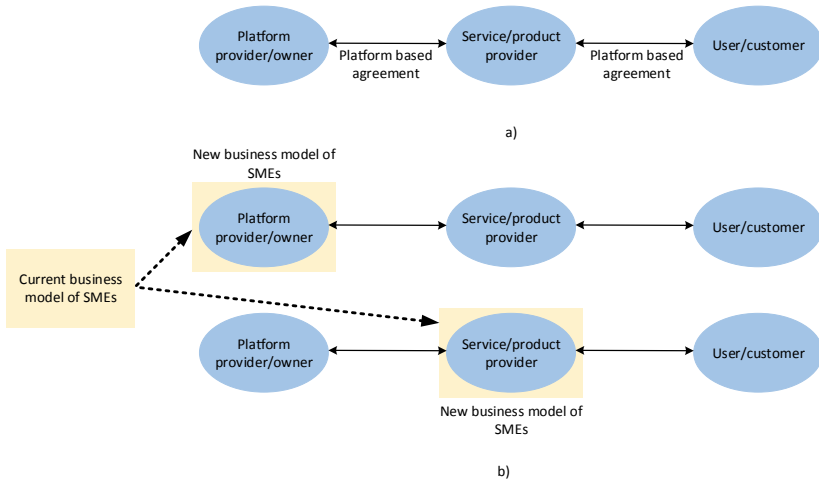 Platform
provider/owner
Service/product
provider
User/customer
Platform based
agreement
Platform based
agreement
a)
New business model of
SMEs
Platform
provider/owner
Service/product
provider
User/customer
Current business
model of SMEs
Platform
provider/owner
Service/product
provider
User/customer
New business model of
SMEs
b)